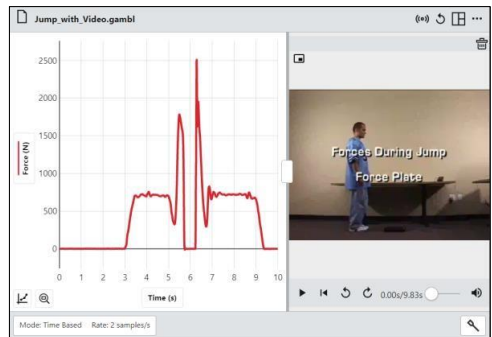 Jump_with_Video.gambl
2500
2000
1500
1000
500
0
Force (N)
0 1 2 3 4 5 6 7 8 9 10
Time (s)
Forces During Jump
Force Plate
0.00s/9.83s
Mode: Time Based Rate: 2 samples/s